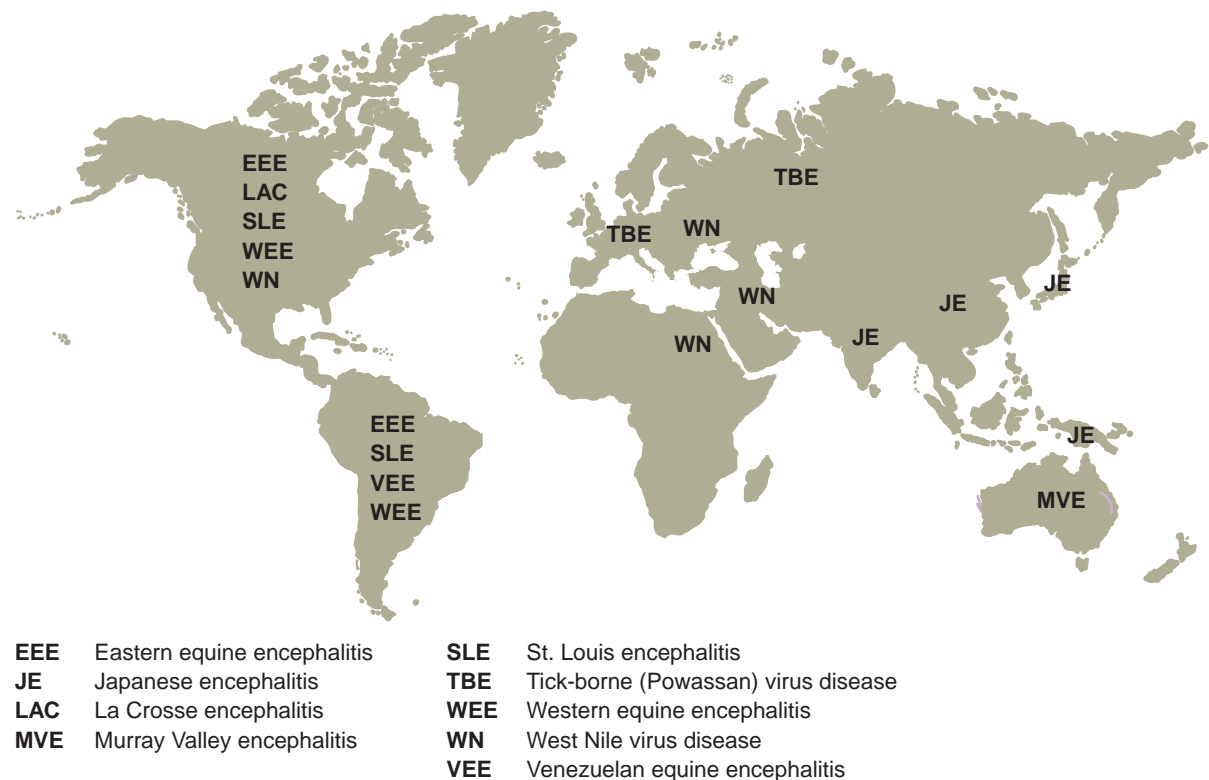 EEE
LAC
SLE
WEE
WN
TBE
TBE
WN
WN
WN
JE
JE
JE
JE
EEE
SLE
VEE
WEE
MVE
EEE Eastern equine encephalitis
JE Japanese encephalitis
LAC La Crosse encephalitis
MVE Murray Valley encephalitis
SLE St. Louis encephalitis
TBE Tick-borne (Powassan) virus disease
WEE Western equine encephalitis
WN West Nile virus disease
VEE Venezuelan equine encephalitis